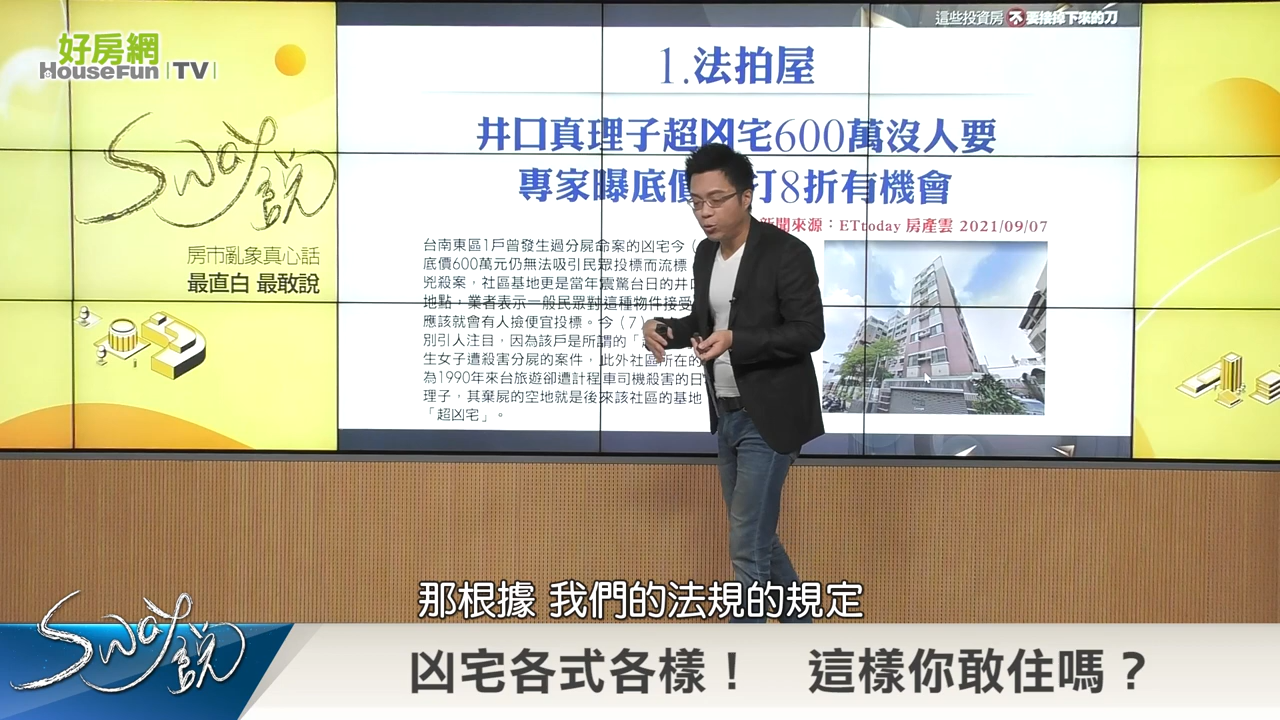 好房網
HouseFun TV
Sway說
房市亂象真心話
最直白 最敢說
這些投資房 不要接掉下來的刀
1.法拍屋
井口真理子超凶宅600萬沒人要
專家曝底價 打8折有機會
新聞來源：ETtoday 房產雲 2021/09/07
台南東區1戶曾發生過分屍命案的凶宅今（
底價600萬元仍無法吸引民眾投標而流標
兇殺案，社區基地更是當年震驚台日的井口
地點，業者表示一般民眾對這種物件接受
應該就會有人撿便宜投標。今（7）
別引人注目，因為該戶是所謂的「
生女子遭殺害分屍的案件，此外社區所在的
為1990年來台旅遊卻遭計程車司機殺害的日
理子，其棄屍的空地就是後來該社區的基地
「超凶宅」。
那根據 我們的法規的規定
Sway說
凶宅各式各樣！ 這樣你敢住嗎？